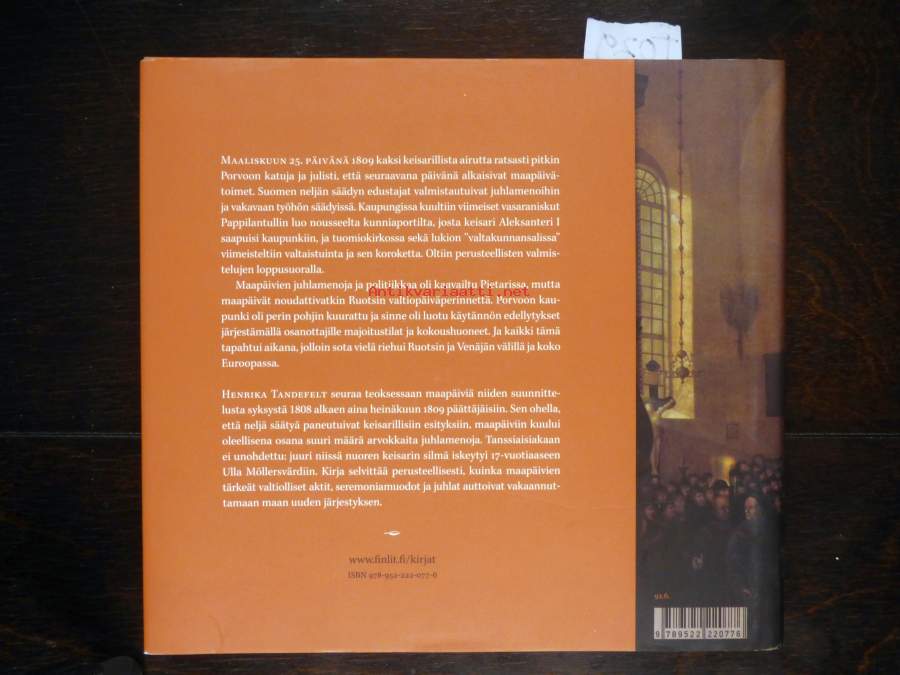 MAALISKUUN 25. PÄIVÄNÄ 1809 kaksi keisarillista airutta ratsasti pitkin
Porvoon katuja ja julisti, että seuraavana päivänä alkaisivat maapäivä-
toimet. Suomen neljän säädyn edustajat valmistautuivat juhlamenoihin
ja vakavaan työhön säädyissä. Kaupungissa kuultiin viimeiset vasaraniskut
Pappilantullin luo nousseelta kunniaportilta, josta keisari Aleksanteri I
saapuisi kaupunkiin, ja tuomiokirkossa sekä lukion "valtakunnansalissa"
viimeisteltiin valtaistuinta ja sen koroketta. Oltiin perusteellisten valmis-
telujen loppusuoralla.
Maapäivien juhlamenoja ja politiikkaa oli kaavailtu Pietarissa, mutta
Antikvariaatti.net
maapäivät noudattivatkin Ruotsin valtiopäiväperinnettä. Porvoon kau-
punki oli perin pohjin kuurattu ja sinne oli luotu käytännön edellytykset
järjestämällä osanottajille majoitustilat ja kokoushuoneet. Ja kaikki tämä
tapahtui aikana, jolloin sota vielä riehui Ruotsin ja Venäjän välillä ja koko
Euroopassa.
HENRIKA TANDEFELT seuraa teoksessaan maapäiviä niiden suunnitte-
lusta syksystä 1808 alkaen aina heinäkuun 1809 päättäjäisiin. Sen ohella,
että neljä säätyä paneutuivat keisarillisiin esityksiin, maapäiviin kuului
oleellisena osana suuri määrä arvokkaita juhlamenoja. Tanssiaisiakaan
ei unohdettu: juuri niissä nuoren keisarin silmä iskeytyi 17-vuotiaaseen
Ulla Möllersvärdiin. Kirja selvittää perusteellisesti, kuinka maapäivien
tärkeät valtiolliset aktit, seremoniamuodot ja juhlat auttoivat vakaannut-
tamaan maan uuden järjestyksen.
www.finlit.fi/kirjat
ISBN 978-952-222-077-6
92.6.
9 789522 220776